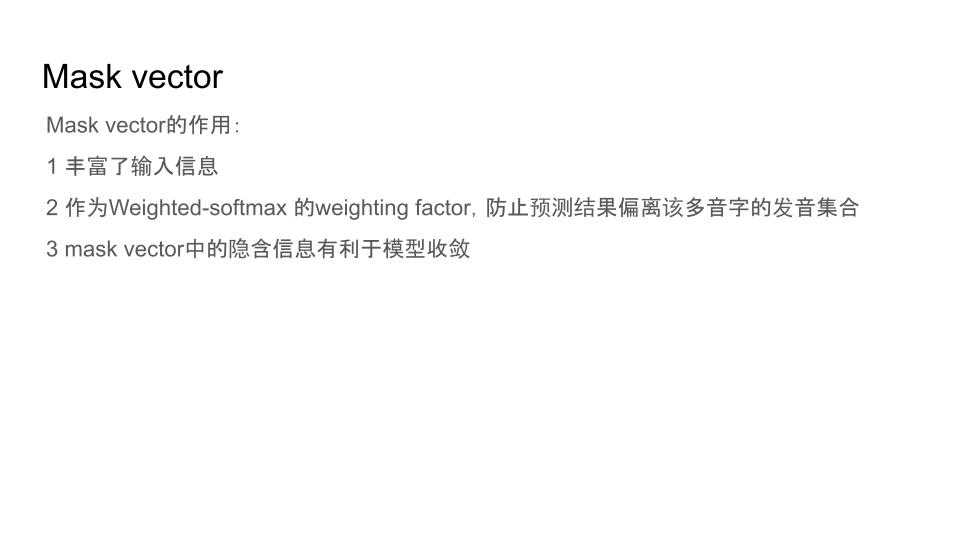 Mask vector
Mask vector的作用：
1 丰富了输入信息
2 作为Weighted-softmax 的weighting factor，防止预测结果偏离该多音字的发音集合
3 mask vector中的隐含信息有利于模型收敛